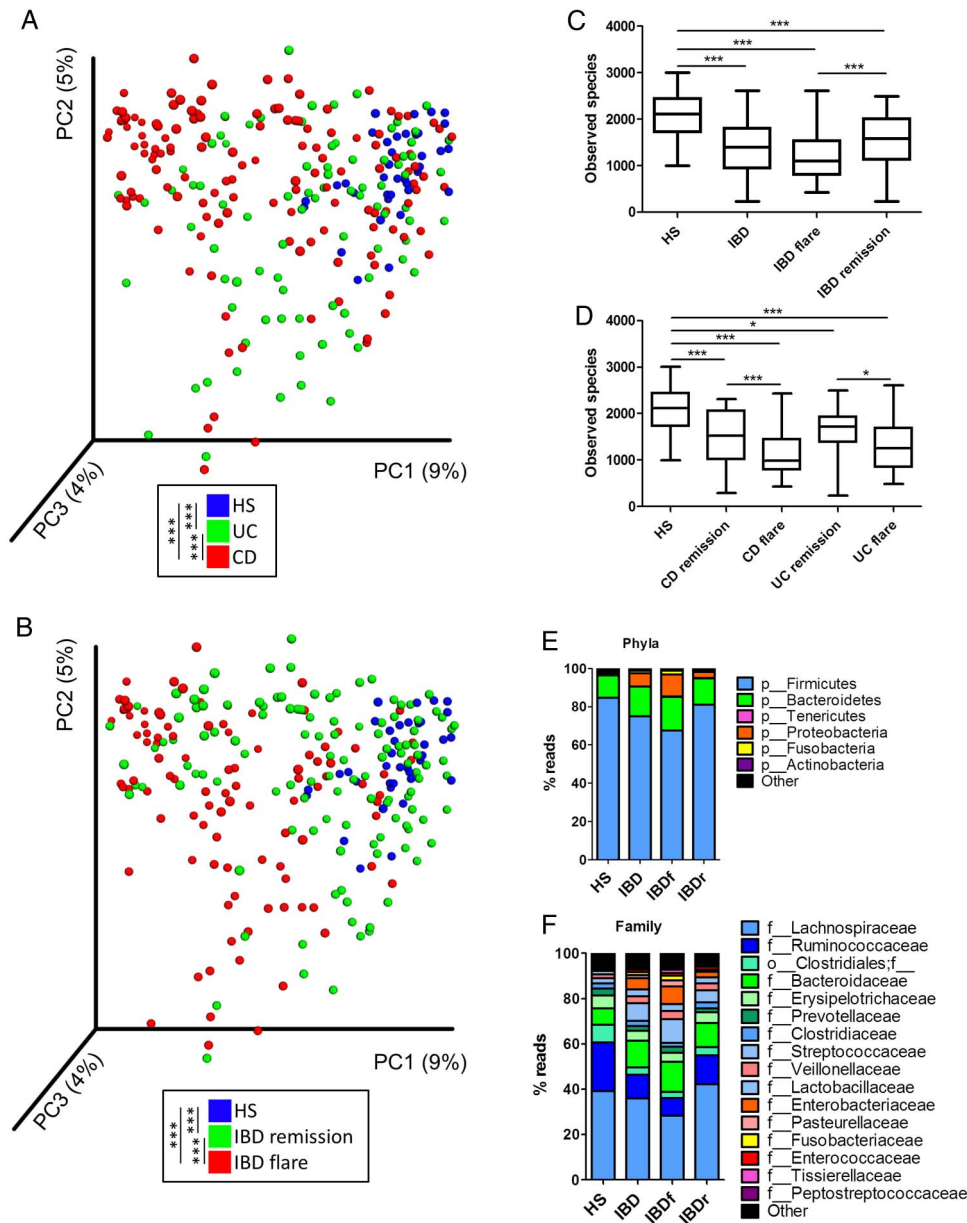 A
PC2 (5%)
PC3 (4%)
PC1 (9%)
HS
UC
CD
***
***
***
B
PC2 (5%)
PC3 (4%)
PC1 (9%)
HS
IBD remission
IBD flare
***
***
***
C
Observed species
4000
3000
2000
1000
0
***
***
***
***
HS
IBD
IBD flare
IBD remission
D
Observed species
4000
3000
2000
1000
0
***
*
***
***
***
*
HS
CD remission
CD flare
UC remission
UC flare
E
Phyla
% reads
100
80
60
40
20
0
HS
IBD
IBDf
IBDr
p__Firmicutes
p__Bacteroidetes
p__Tenericutes
p__Proteobacteria
p__Fusobacteria
p__Actinobacteria
Other
F
Family
% reads
100
80
60
40
20
0
HS
IBD
IBDf
IBDr
f__Lachnospiraceae
f__Ruminococcaceae
o__Clostridiales;f__
f__Bacteroidaceae
f__Erysipelotrichaceae
f__Prevotellaceae
f__Clostridiaceae
f__Streptococcaceae
f__Veillonellaceae
f__Lactobacillaceae
f__Enterobacteriaceae
f__Pasteurellaceae
f__Fusobacteriaceae
f__Enterococcaceae
f__Tissierellaceae
f__Peptostreptococcaceae
Other